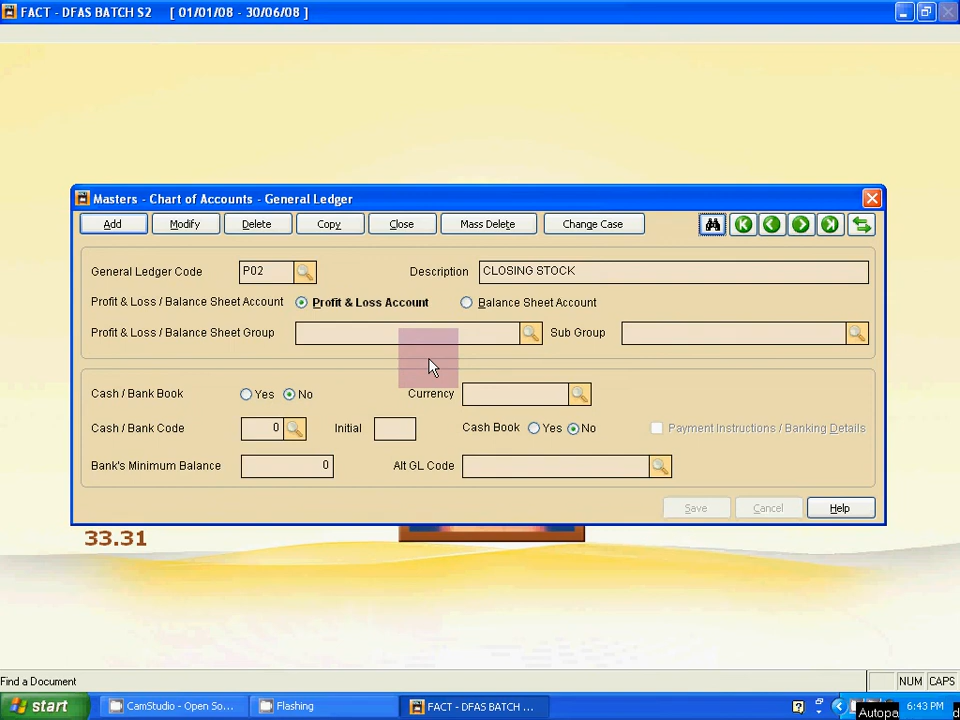 FACT - DFAS BATCH S2 [ 01/01/08 - 30/06/08 ]
Masters - Chart of Accounts - General Ledger
Add Modify Delete Copy Close Mass Delete Change Case
General Ledger Code P02 Description CLOSING STOCK
Profit & Loss / Balance Sheet Account Profit & Loss Account Balance Sheet Account
Profit & Loss / Balance Sheet Group Sub Group
Cash / Bank Book Yes No Currency
Cash / Bank Code 0 Initial Cash Book Yes No Payment Instructions / Banking Details
Bank's Minimum Balance 0 Alt GL Code
Save Cancel Help
33.31
Find a Document NUM CAPS
start CamStudio - Open So... Flashing FACT - DFAS BATCH ... 6:43 PM
Autopa